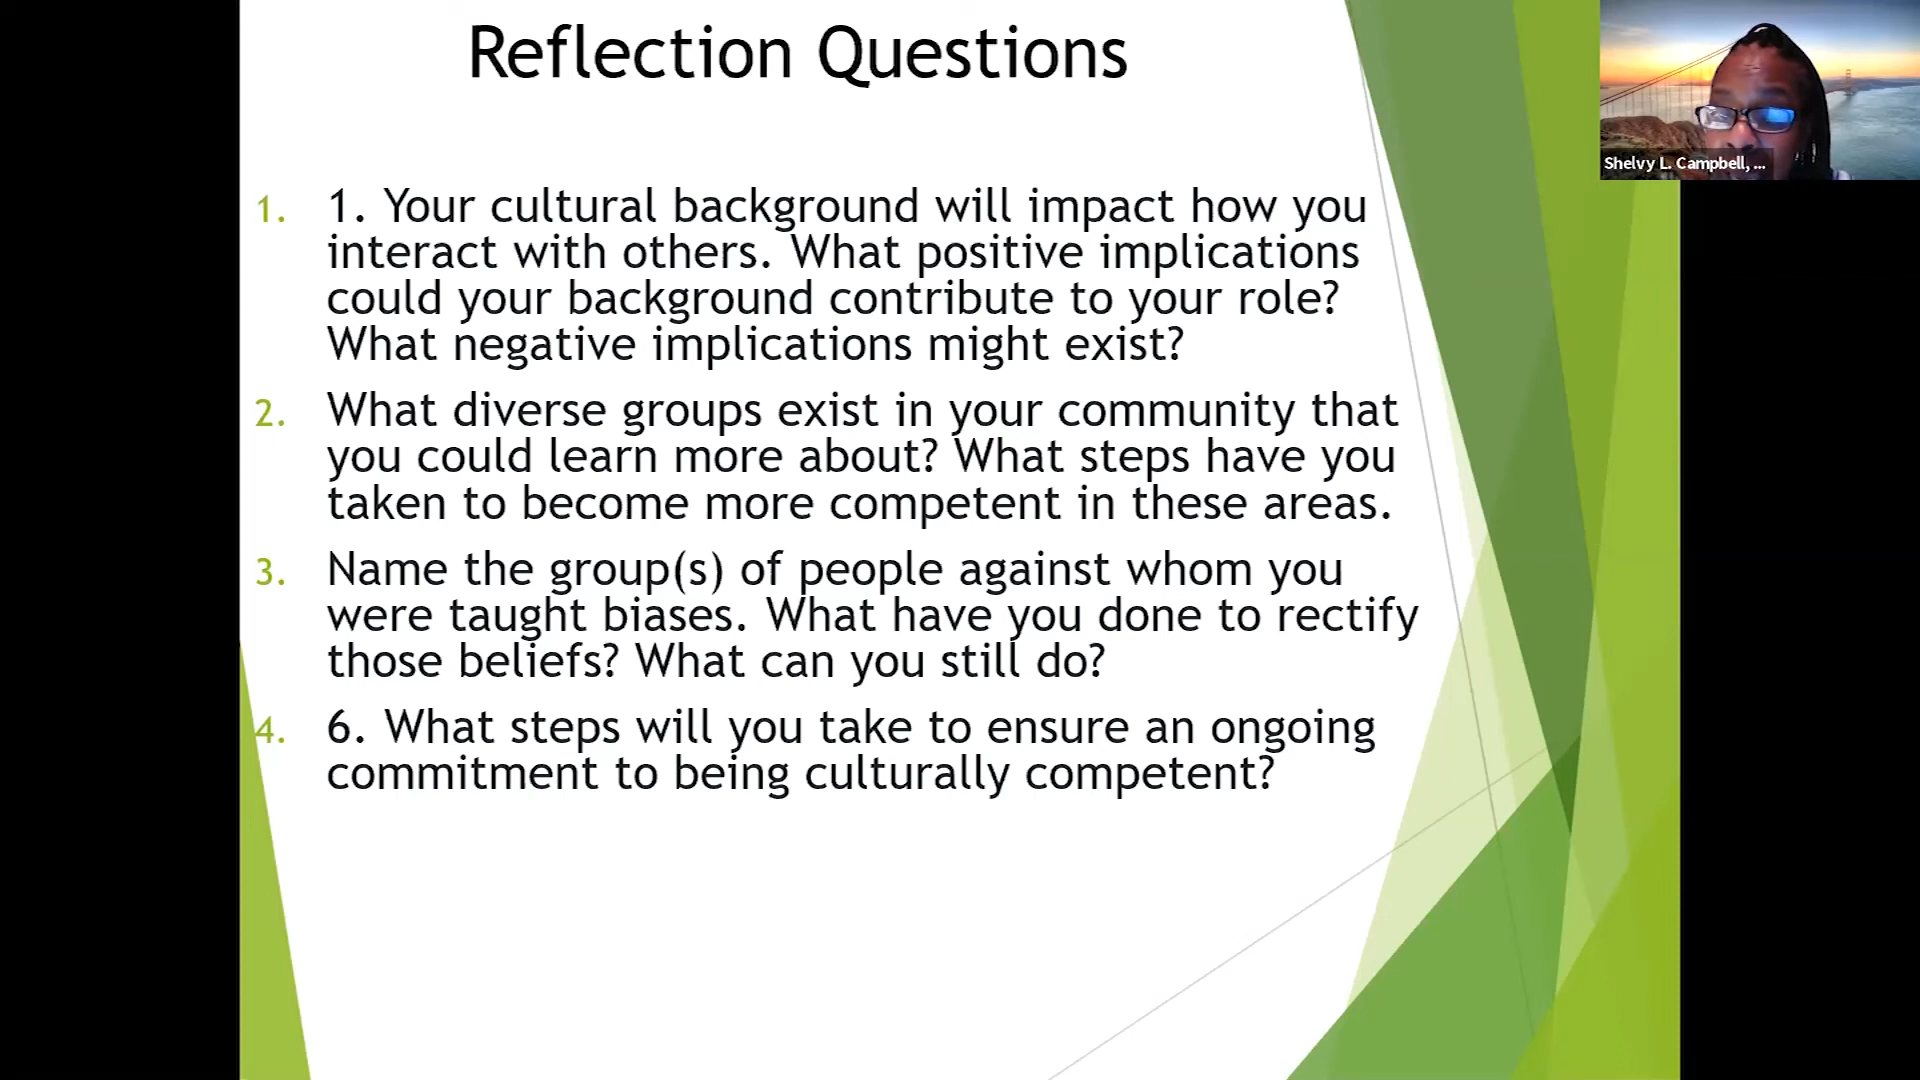 Reflection Questions
Shelvy L. Campbell, ...
1. 1. Your cultural background will impact how you
interact with others. What positive implications
could your background contribute to your role?
What negative implications might exist?
2. What diverse groups exist in your community that
you could learn more about? What steps have you
taken to become more competent in these areas.
3. Name the group(s) of people against whom you
were taught biases. What have you done to rectify
those beliefs? What can you still do?
4. 6. What steps will you take to ensure an ongoing
commitment to being culturally competent?